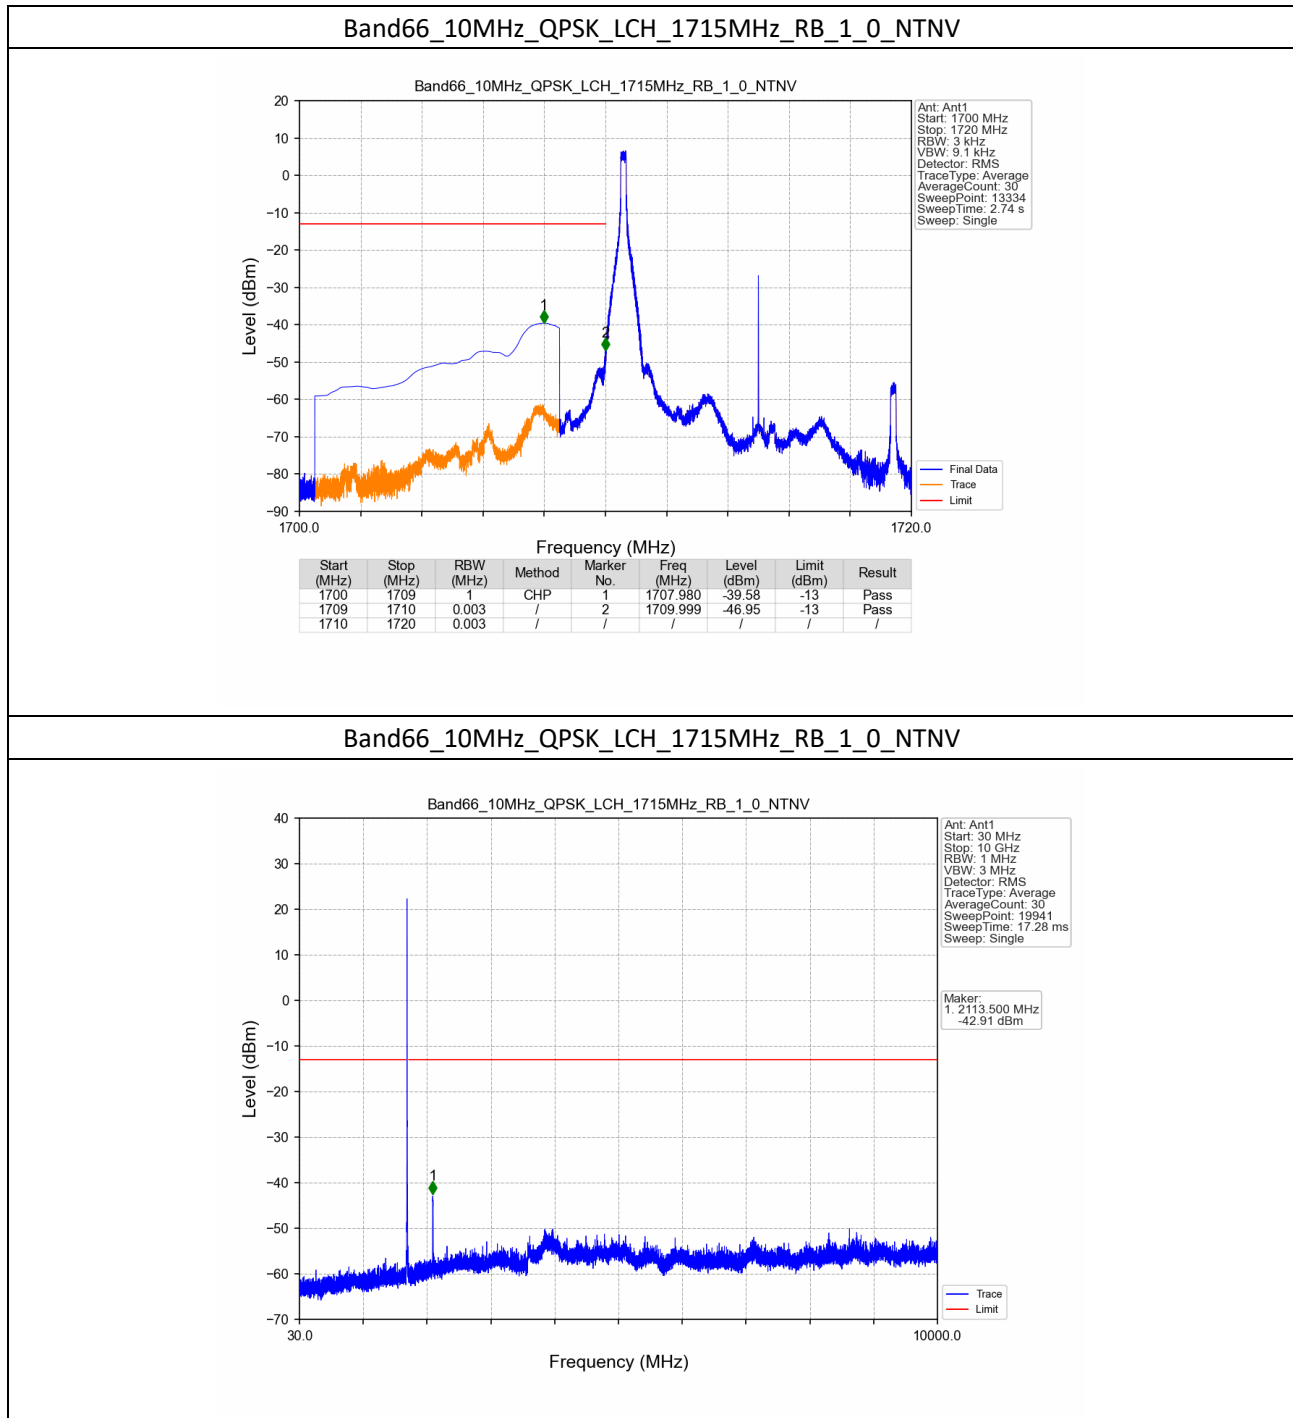 Band66_10MHz_QPSK_LCH_1715MHz_RB_1_0_NTNV
Band66_10MHz_QPSK_LCH_1715MHz_RB_1_0_NTNV
20
10
0
−10
−20
−30
−40
−50
−60
−70
−80
−90
Level (dBm)
1
2
Ant: Ant1
Start: 1700 MHz
Stop: 1720 MHz
RBW: 3 kHz
VBW: 9.1 kHz
Detector: RMS
TraceType: Average
AverageCount: 30
SweepPoint: 13334
SweepTime: 2.74 s
Sweep: Single
Final Data
Trace
Limit
1700.0 1720.0
Frequency (MHz)
Start (MHz) Stop (MHz) RBW (MHz) Method Marker No. Freq (MHz) Level (dBm) Limit (dBm) Result
1700 1709 1 CHP 1 1707.980 -39.58 -13 Pass
1709 1710 0.003 / 2 1709.999 -46.95 -13 Pass
1710 1720 0.003 / / / / / /
Band66_10MHz_QPSK_LCH_1715MHz_RB_1_0_NTNV
Band66_10MHz_QPSK_LCH_1715MHz_RB_1_0_NTNV
40
30
20
10
0
−10
−20
−30
−40
−50
−60
−70
Level (dBm)
1
Ant: Ant1
Start: 30 MHz
Stop: 10 GHz
RBW: 1 MHz
VBW: 3 MHz
Detector: RMS
TraceType: Average
AverageCount: 30
SweepPoint: 19941
SweepTime: 17.28 ms
Sweep: Single
Maker:
1. 2113.500 MHz
-42.91 dBm
Trace
Limit
30.0 10000.0
Frequency (MHz)